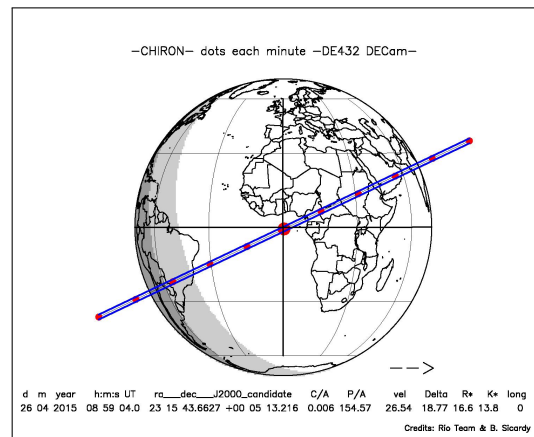 -CHIRON- dots each minute -DE432 DECam-
d m year h:m:s UT ra___dec___J2000_candidate C/A P/A vel Delta R* K* long
26 04 2015 08 59 04.0 23 15 43.6627 +00 05 13.216 0.006 154.57 26.54 18.77 16.6 13.8 0
Credits: Rio Team & B. Sicardy